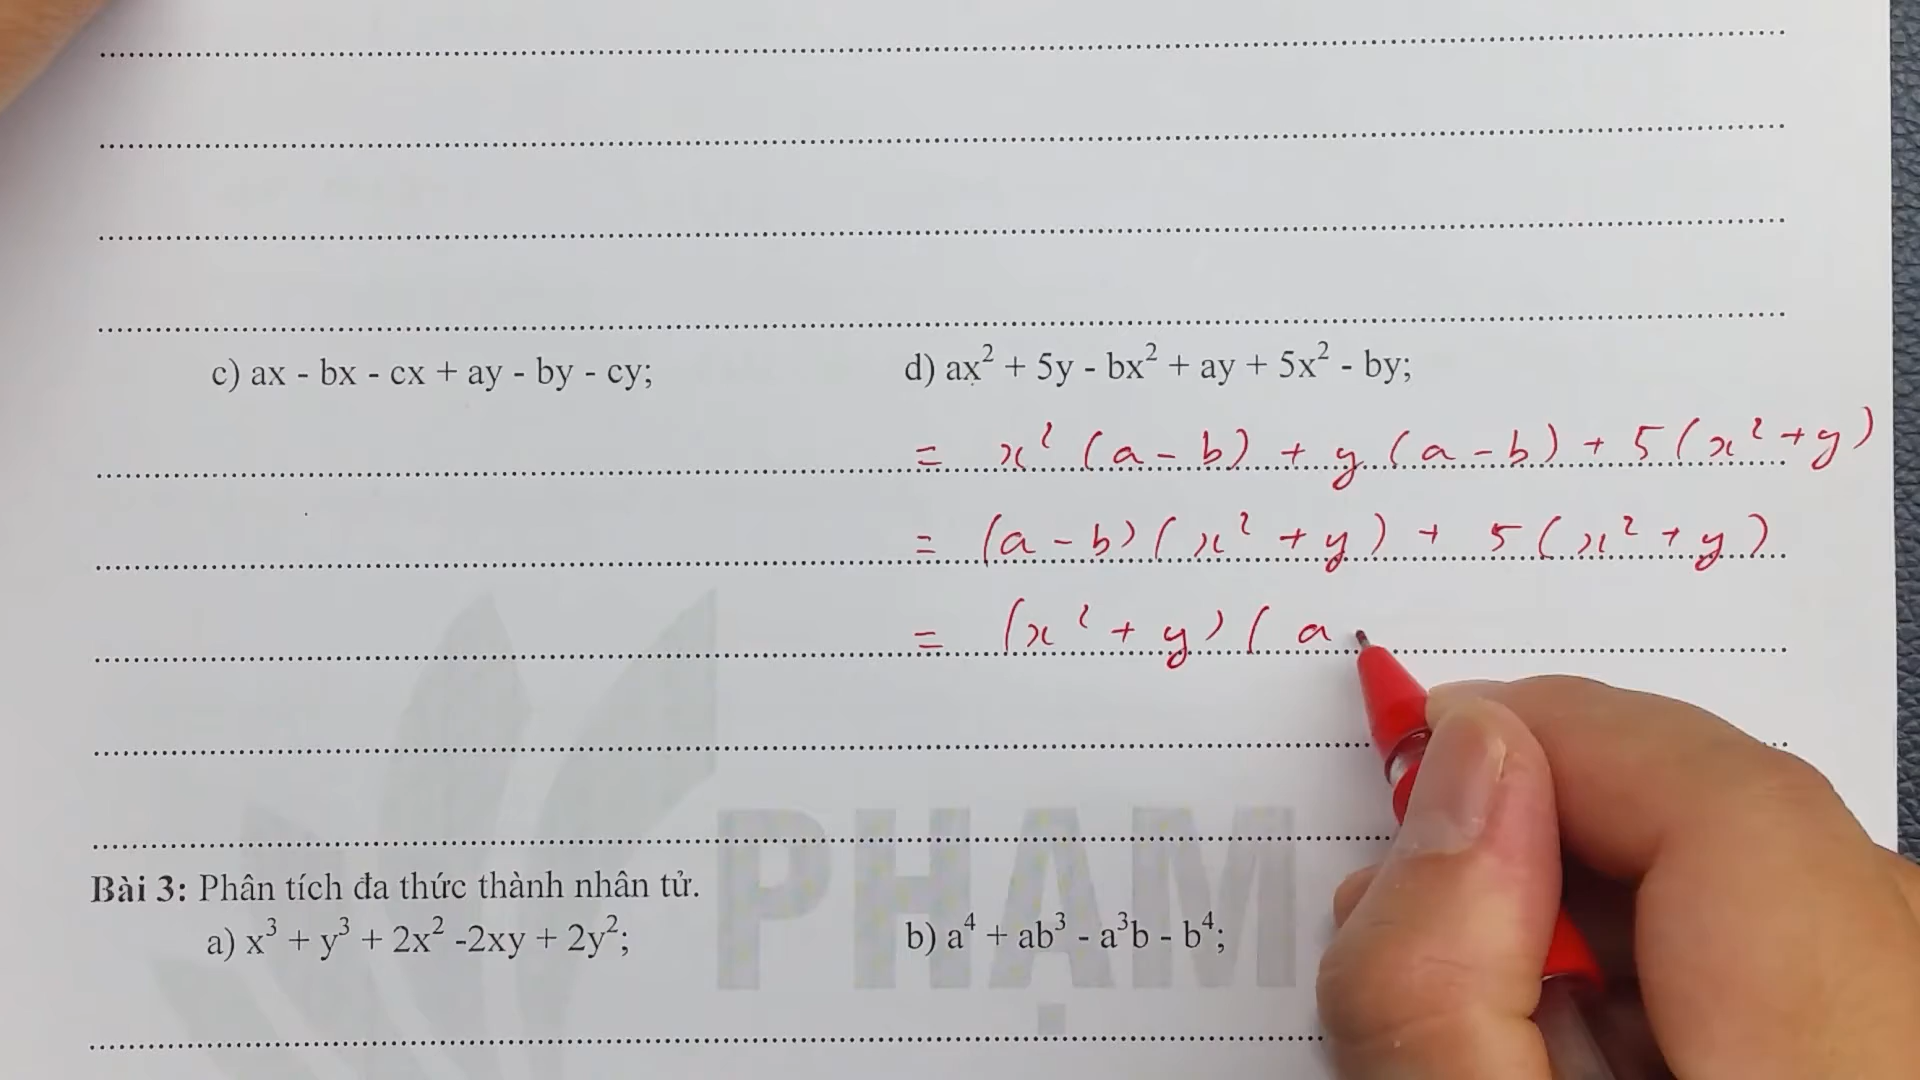 c) ax - bx - cx + ay - by - cy;
d) ax² + 5y - bx² + ay + 5x² - by;
= x² (a - b) + y (a - b) + 5 (x² + y)
= (a - b) (x² + y) + 5 (x² + y)
= (x² + y) ( a
Bài 3: Phân tích đa thức thành nhân tử.
a) x³ + y³ + 2x² -2xy + 2y²;
b) a⁴ + ab³ - a³b - b⁴;
PHẠM